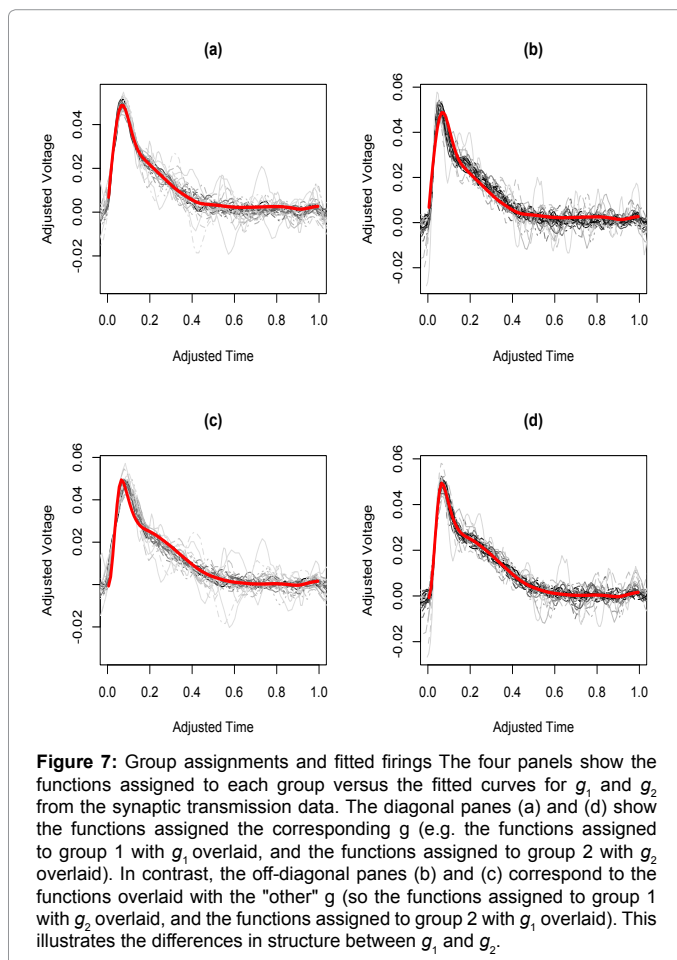 (a)
(b)
Adjusted Voltage
-0.02 0.00 0.02 0.04
0.0 0.2 0.4 0.6 0.8 1.0
Adjusted Time
Adjusted Voltage
-0.02 0.00 0.02 0.04 0.06
0.0 0.2 0.4 0.6 0.8 1.0
Adjusted Time
(c)
(d)
Adjusted Voltage
-0.02 0.02 0.04 0.06
0.0 0.2 0.4 0.6 0.8 1.0
Adjusted Time
Adjusted Voltage
-0.02 0.00 0.02 0.04 0.06
0.0 0.2 0.4 0.6 0.8 1.0
Adjusted Time
Figure 7: Group assignments and fitted firings The four panels show the
functions assigned to each group versus the fitted curves for g1 and g2
from the synaptic transmission data. The diagonal panes (a) and (d) show
the functions assigned the corresponding g (e.g. the functions assigned
to group 1 with g1 overlaid, and the functions assigned to group 2 with g2
overlaid). In contrast, the off-diagonal panes (b) and (c) correspond to the
functions overlaid with the "other" g (so the functions assigned to group 1
with g2 overlaid, and the functions assigned to group 2 with g1 overlaid). This
illustrates the differences in structure between g1 and g2.